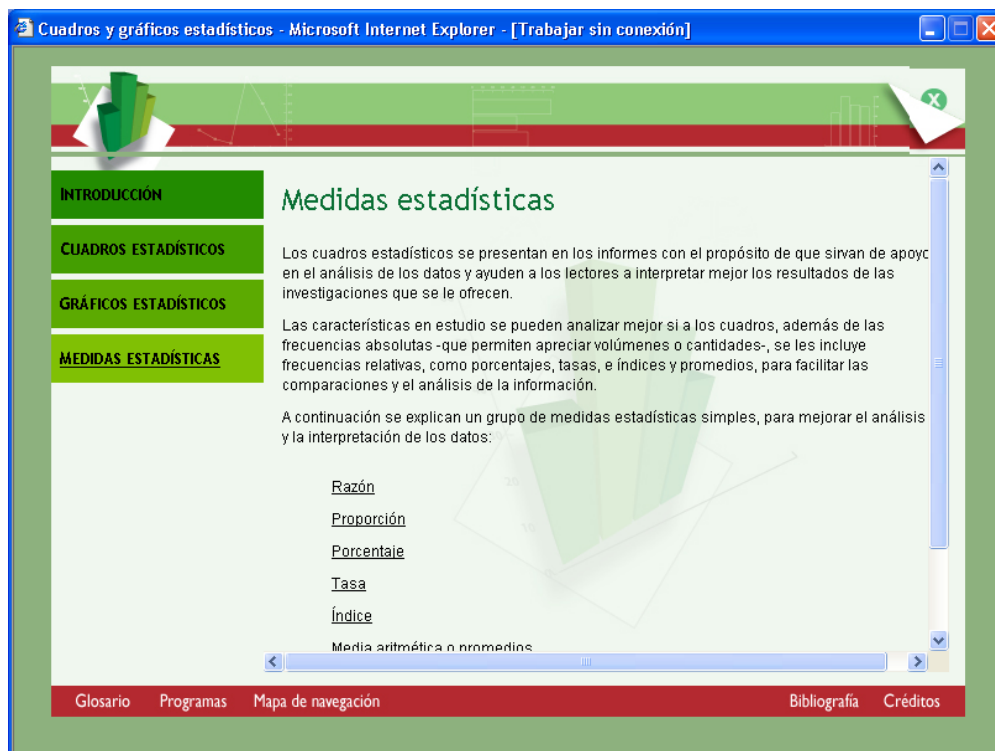 Cuadros y gráficos estadísticos - Microsoft Internet Explorer - [Trabajar sin conexión]
X
INTRODUCCIÓN
CUADROS ESTADÍSTICOS
GRÁFICOS ESTADÍSTICOS
MEDIDAS ESTADÍSTICAS
Medidas estadísticas
Los cuadros estadísticos se presentan en los informes con el propósito de que sirvan de apoyo
en el análisis de los datos y ayuden a los lectores a interpretar mejor los resultados de las
investigaciones que se le ofrecen.
Las características en estudio se pueden analizar mejor si a los cuadros, además de las
frecuencias absolutas -que permiten apreciar volúmenes o cantidades-, se les incluye
frecuencias relativas, como porcentajes, tasas, e índices y promedios, para facilitar las
comparaciones y el análisis de la información.
A continuación se explican un grupo de medidas estadísticas simples, para mejorar el análisis
y la interpretación de los datos:
Razón
Proporción
Porcentaje
Tasa
Índice
Media aritmética o promedios
Glosario Programas Mapa de navegación Bibliografía Créditos